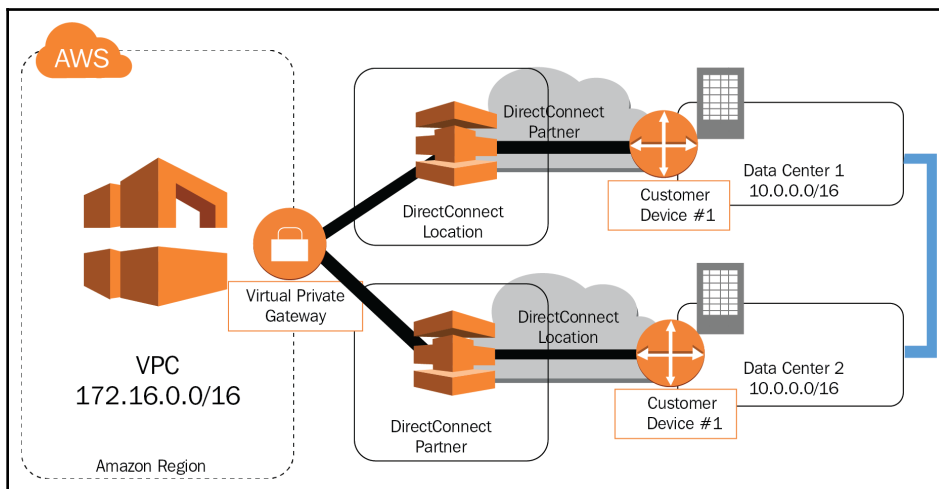 AWS
DirectConnect
Partner
Data Center 1
10.0.0.0/16
Customer
Device #1
DirectConnect
Location
Virtual Private
Gateway
DirectConnect
Location
VPC
172.16.0.0/16
Data Center 2
10.0.0.0/16
Customer
Device #1
DirectConnect
Partner
Amazon Region